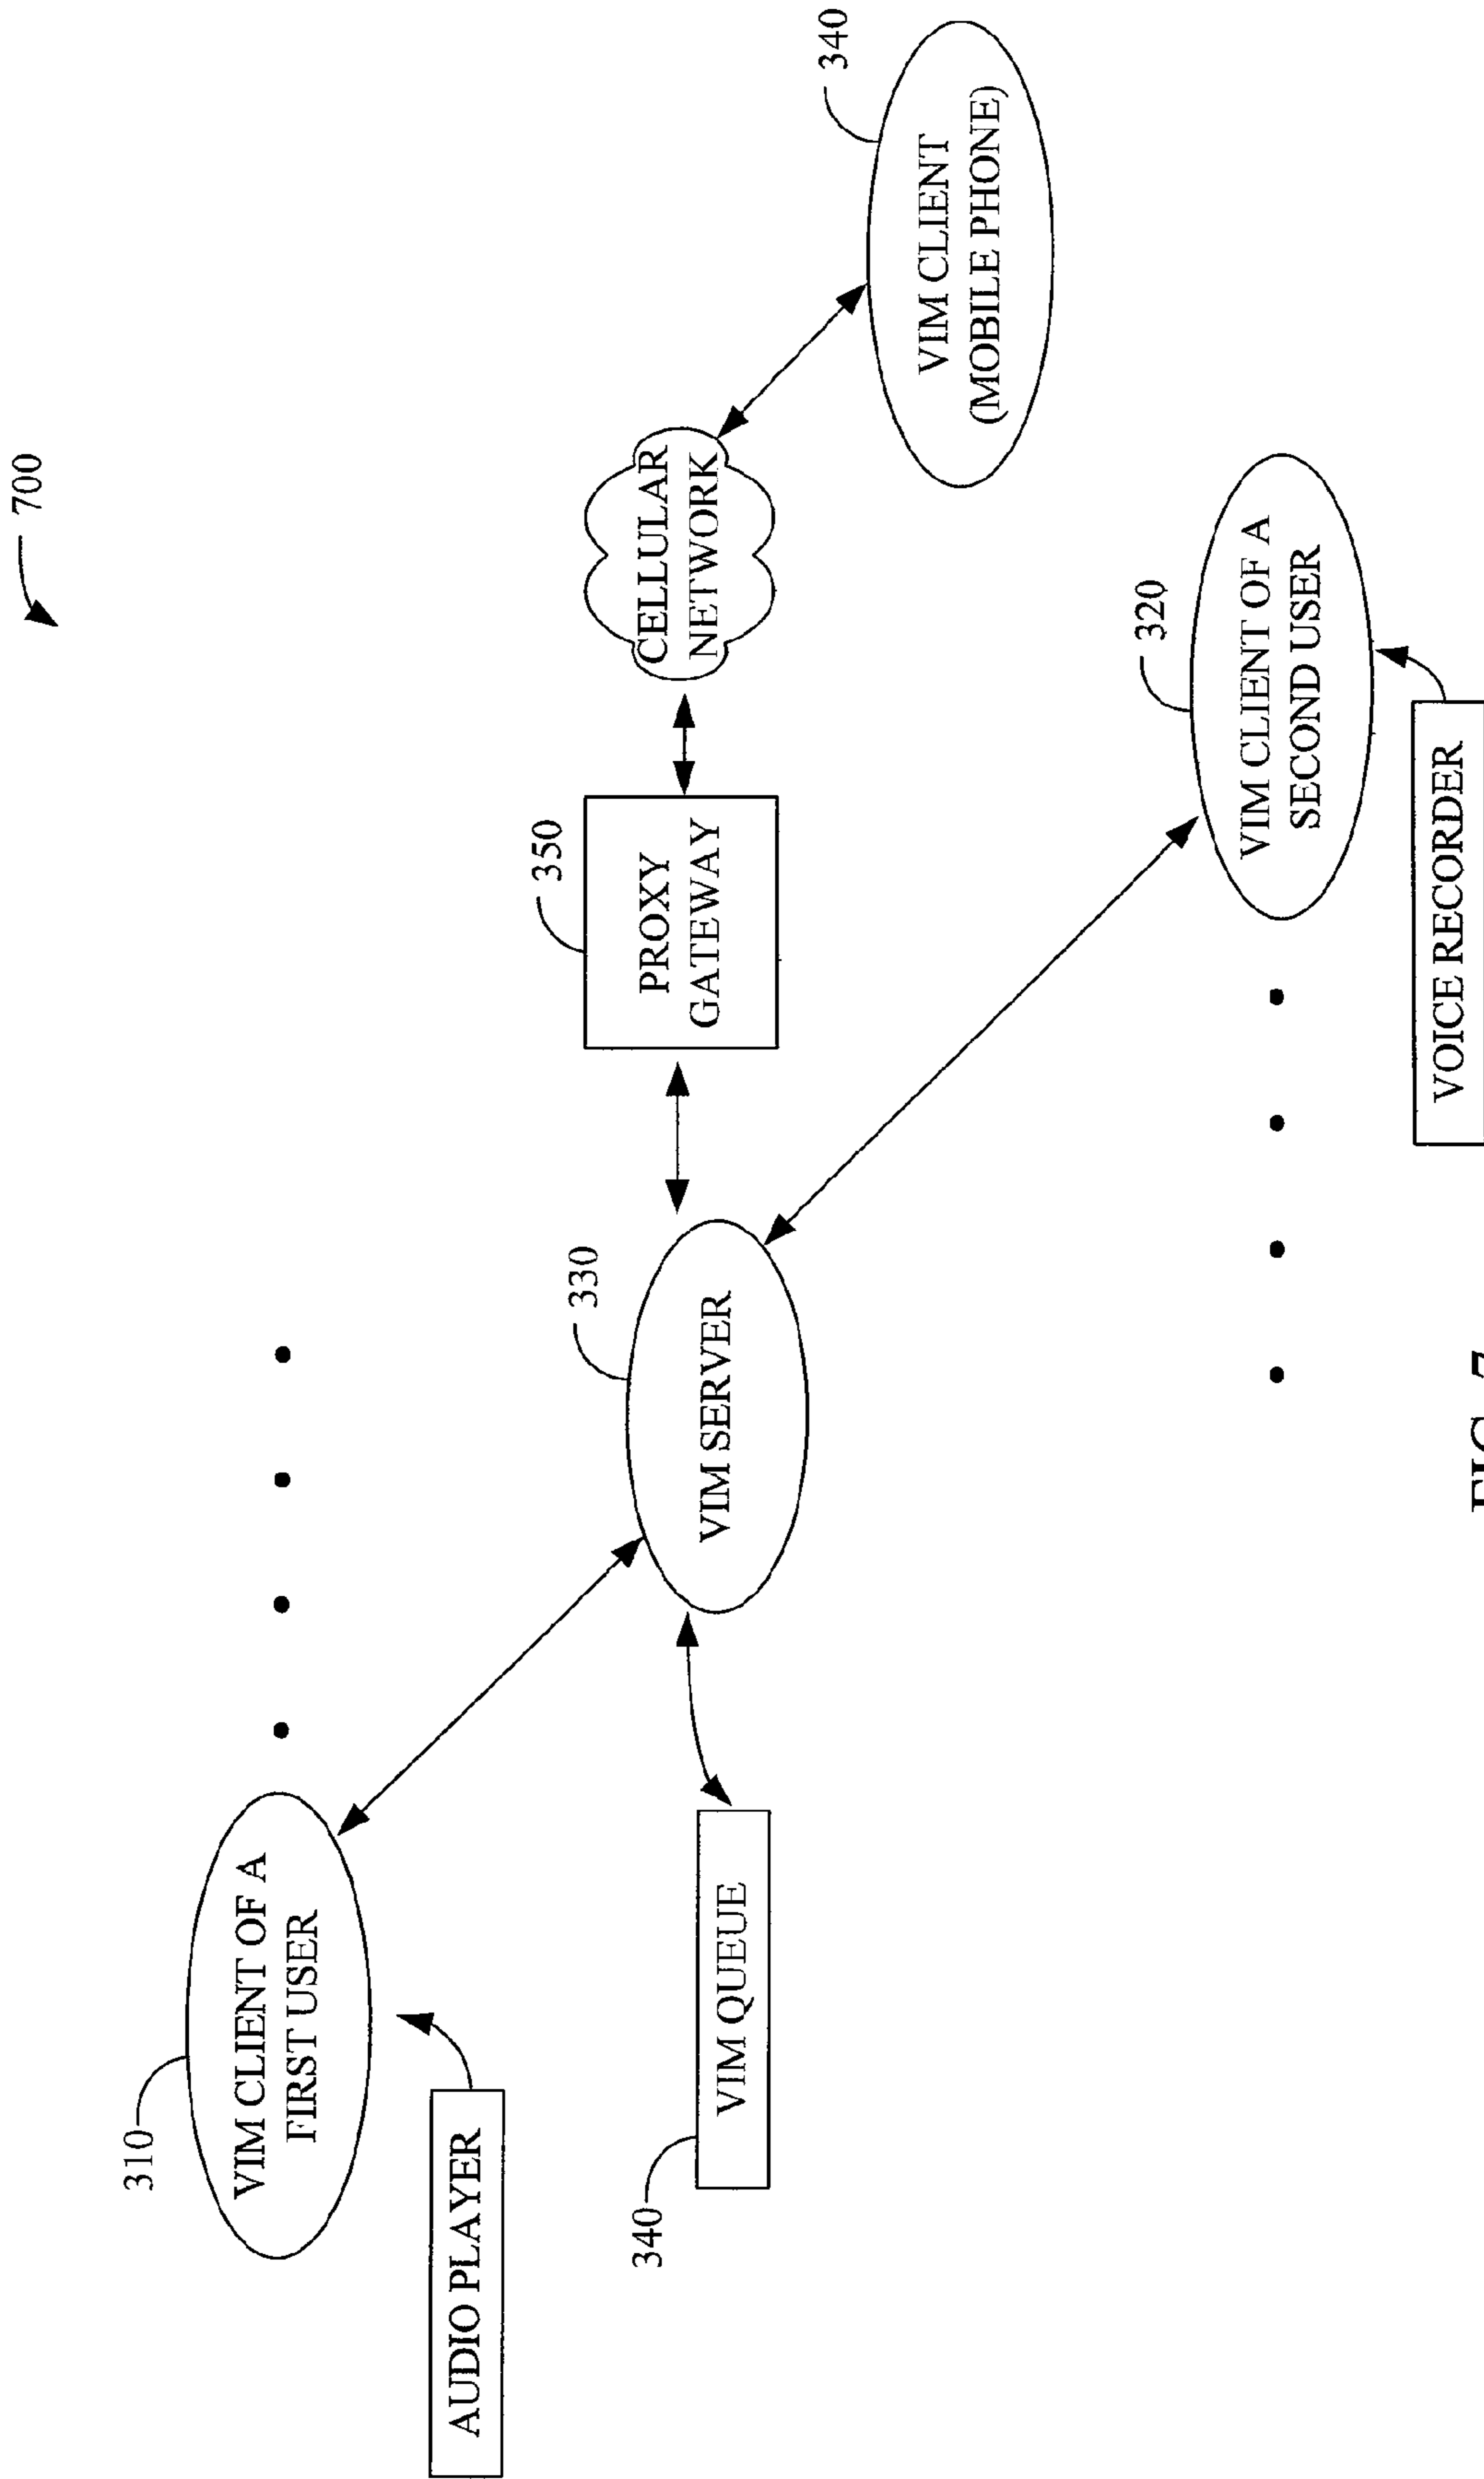 700
310
VIM CLIENT OF A
FIRST USER
AUDIO PLAYER
340
VIM QUEUE
330
VIM SERVER
350
PROXY
GATEWAY
CELLULAR
NETWORK
340
VIM CLIENT
(MOBILE PHONE)
320
VIM CLIENT OF A
SECOND USER
VOICE RECORDER
FIG. 7